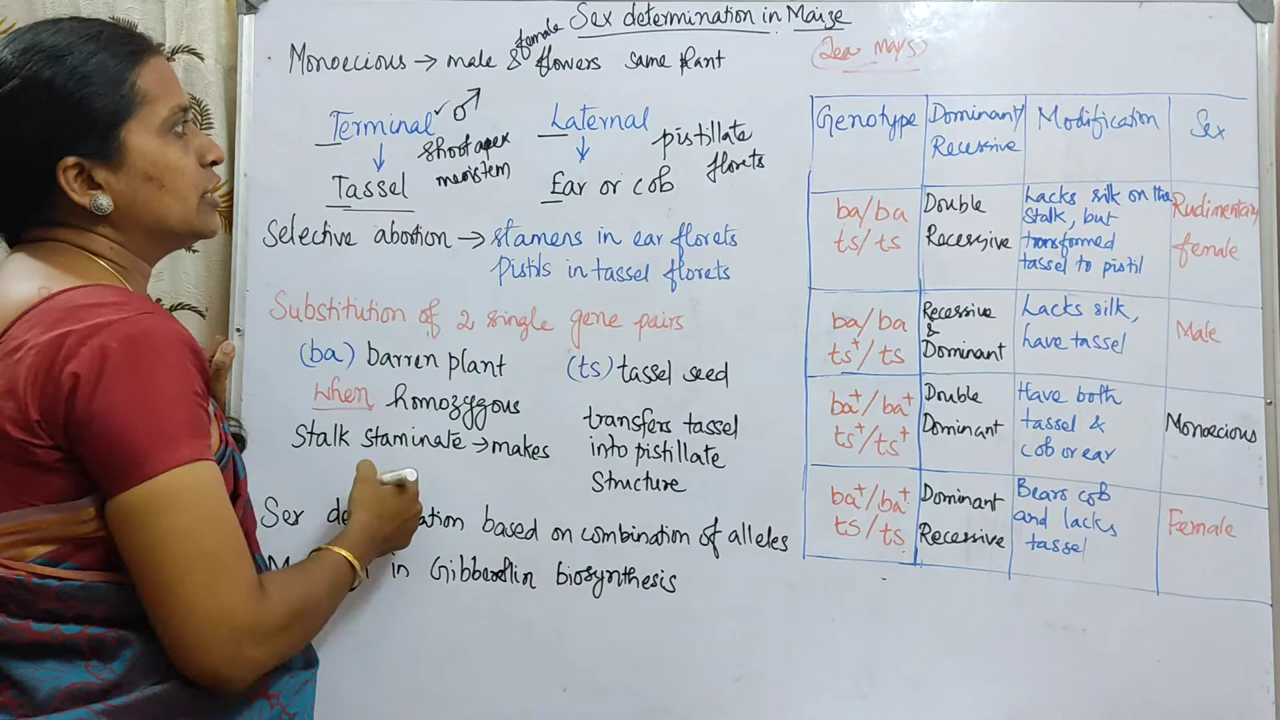 Sex determination in Maize
(Zea mays)
Monoecious → male & female flowers same plant
Terminal ♂
shoot apex
meristem
Tassel
Laternal
pistillate
florets
Ear or cob
Selective abortion → stamens in ear florets
Pistils in tassel florets
Substitution of 2 single gene pairs
(ba) barren plant
(ts) tassel seed
When homozygous
Stalk staminate → makes
transfers tassel
into pistillate
structure
Sex based on combination of alleles
in biosynthesis
Genotype
Dominant/
Recessive
Modification
Sex
ba/ba
ts/ts
Double
Recessive
Lacks silk on the
stalk, but
transformed
tassel to pistil
Rudimentary
female
ba/ba
ts+/ts
Recessive
&
Dominant
Lacks silk,
have tassel
Male
ba+/ba+
ts+/ts+
Double
Dominant
Have both
tassel &
cob or ear
Monoecious
ba+/ba+
ts/ts
Dominant
Recessive
Bears cob
and lacks
tassel
Female